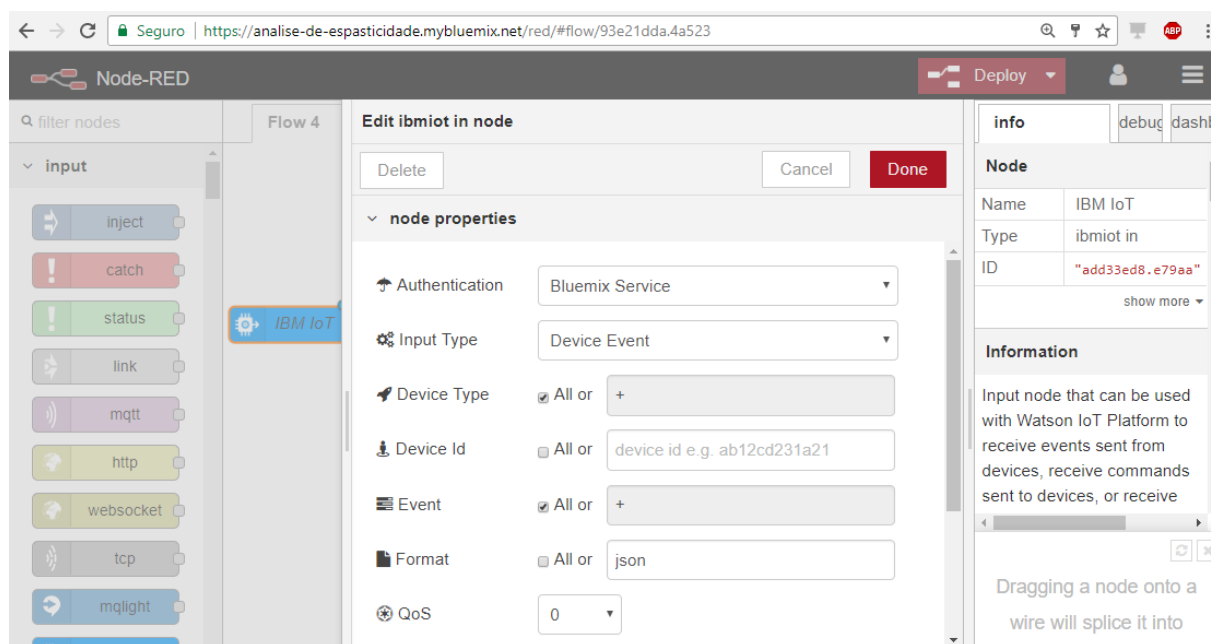 Seguro | https://analise-de-espasticidade.mybluemix.net/red/#flow/93e21dda.4a523
ABP
Node-RED
Deploy
filter nodes
input
inject
catch
status
link
mqtt
http
websocket
tcp
mqlight
Flow 4
IBM IoT
Edit ibmiot in node
Delete
Cancel
Done
node properties
Authentication
Bluemix Service
Input Type
Device Event
Device Type
All or
+
Device Id
All or
device id e.g. ab12cd231a21
Event
All or
+
Format
All or
json
QoS
0
info
debug
dash
Node
Name
IBM IoT
Type
ibmiot in
ID
"add33ed8.e79aa"
show more
Information
Input node that can be used
with Watson IoT Platform to
receive events sent from
devices, receive commands
sent to devices, or receive
Dragging a node onto a
wire will splice it into